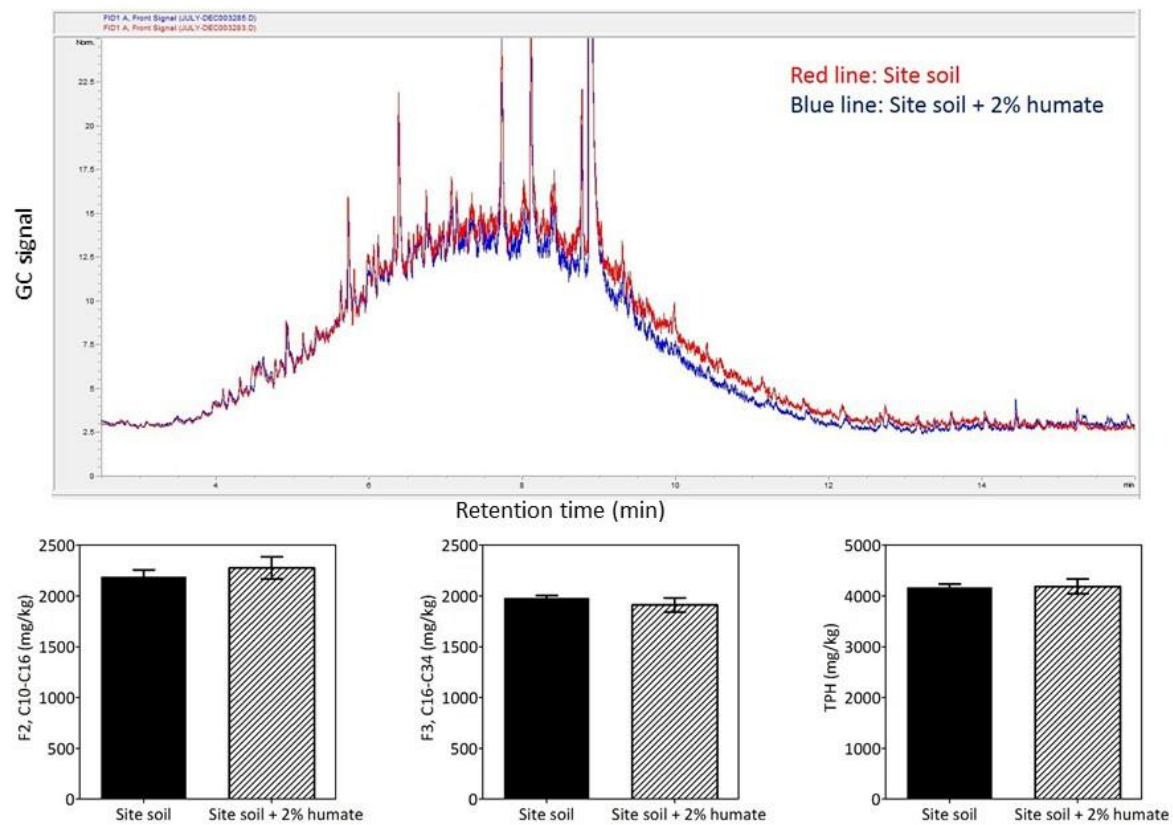 FID1 A, Front Signal (JULY-DEC003285.D)
FID1 A, Front Signal (JULY-DEC003283.D)
Norm.
22.5
20
17.5
15
12.5
10
7.5
5
2.5
0
Red line: Site soil
Blue line: Site soil + 2% humate
GC signal
4 6 8 10 12 14 min
Retention time (min)
F2, C10-C16 (mg/kg)
2500
2000
1500
1000
500
0
Site soil Site soil + 2% humate
F3, C16-C34 (mg/kg)
2500
2000
1500
1000
500
0
Site soil Site soil + 2% humate
TPH (mg/kg)
5000
4000
3000
2000
1000
0
Site soil Site soil + 2% humate